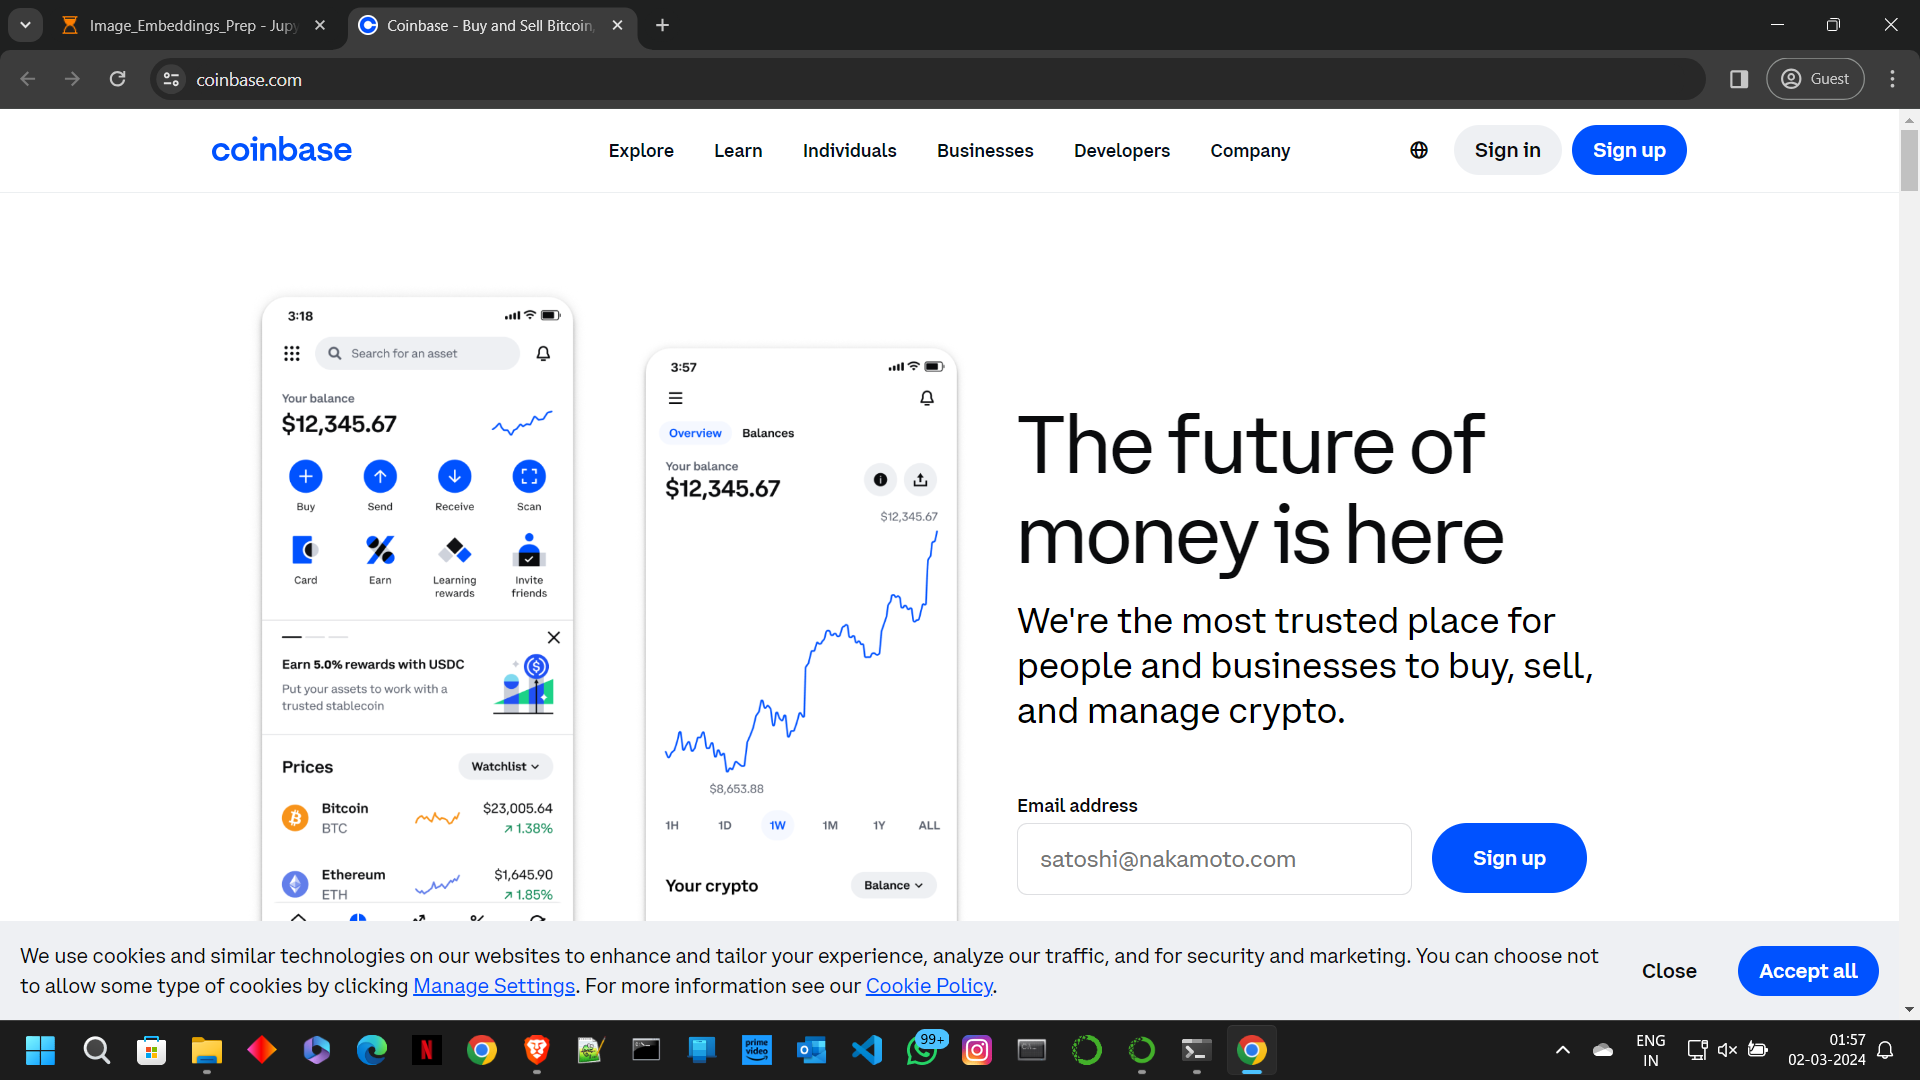 Image_Embeddings_Prep - Jupy
Coinbase - Buy and Sell Bitcoin,
coinbase.com
Guest
coinbase
Explore
Learn
Individuals
Businesses
Developers
Company
Sign in
Sign up
3:18
Search for an asset
Your balance
$12,345.67
Buy
Send
Receive
Scan
Card
Earn
Learning
rewards
Invite
friends
Earn 5.0% rewards with USDC
Put your assets to work with a
trusted stablecoin
Prices
Watchlist
Bitcoin
$23,005.64
BTC
1.38%
Ethereum
$1,645.90
ETH
1.85%
3:57
Overview
Balances
Your balance
$12,345.67
$12,345.67
$8,653.88
1H
1D
1W
1M
1Y
ALL
Your crypto
Balance
The future of
money is here
We're the most trusted place for
people and businesses to buy, sell,
and manage crypto.
Email address
satoshi@nakamoto.com
Sign up
We use cookies and similar technologies on our websites to enhance and tailor your experience, analyze our traffic, and for security and marketing. You can choose not
to allow some type of cookies by clicking Manage Settings. For more information see our Cookie Policy.
Close
Accept all
prime
video
99+
ENG
IN
01:57
02-03-2024